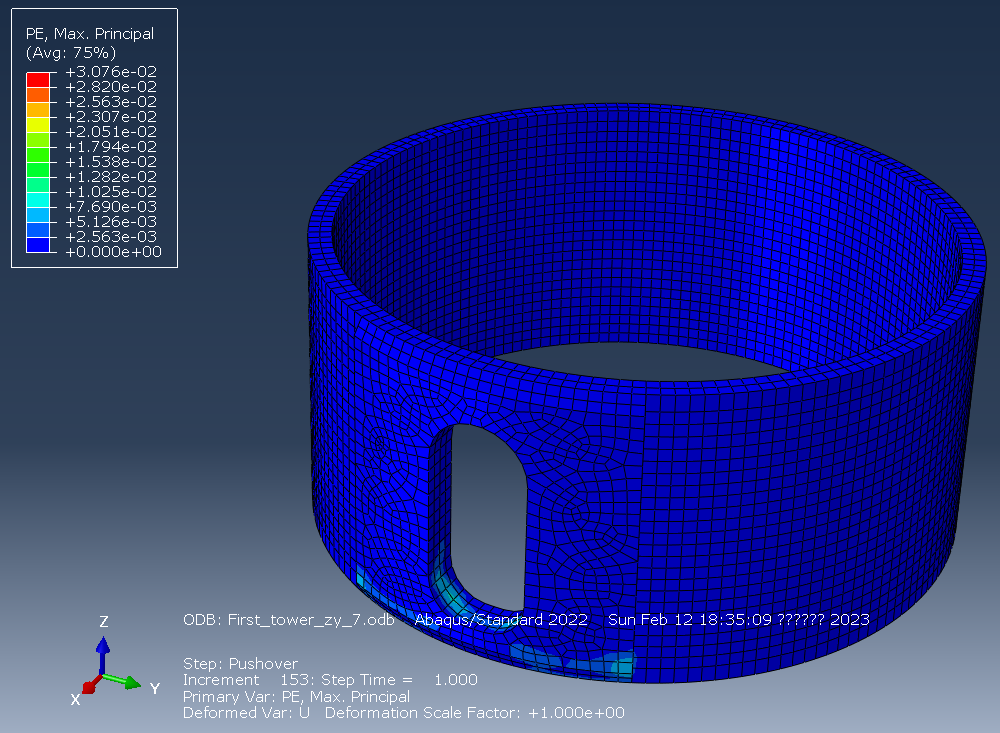 PE, Max. Principal
(Avg: 75%)
+3.076e-02
+2.820e-02
+2.563e-02
+2.307e-02
+2.051e-02
+1.794e-02
+1.538e-02
+1.282e-02
+1.025e-02
+7.690e-03
+5.126e-03
+2.563e-03
+0.000e+00
ODB: First_tower_zy_7.odb Abaqus/Standard 2022 Sun Feb 12 18:35:09 ?????? 2023
Z
Y
X
Step: Pushover
Increment 153: Step Time = 1.000
Primary Var: PE, Max. Principal
Deformed Var: U Deformation Scale Factor: +1.000e+00